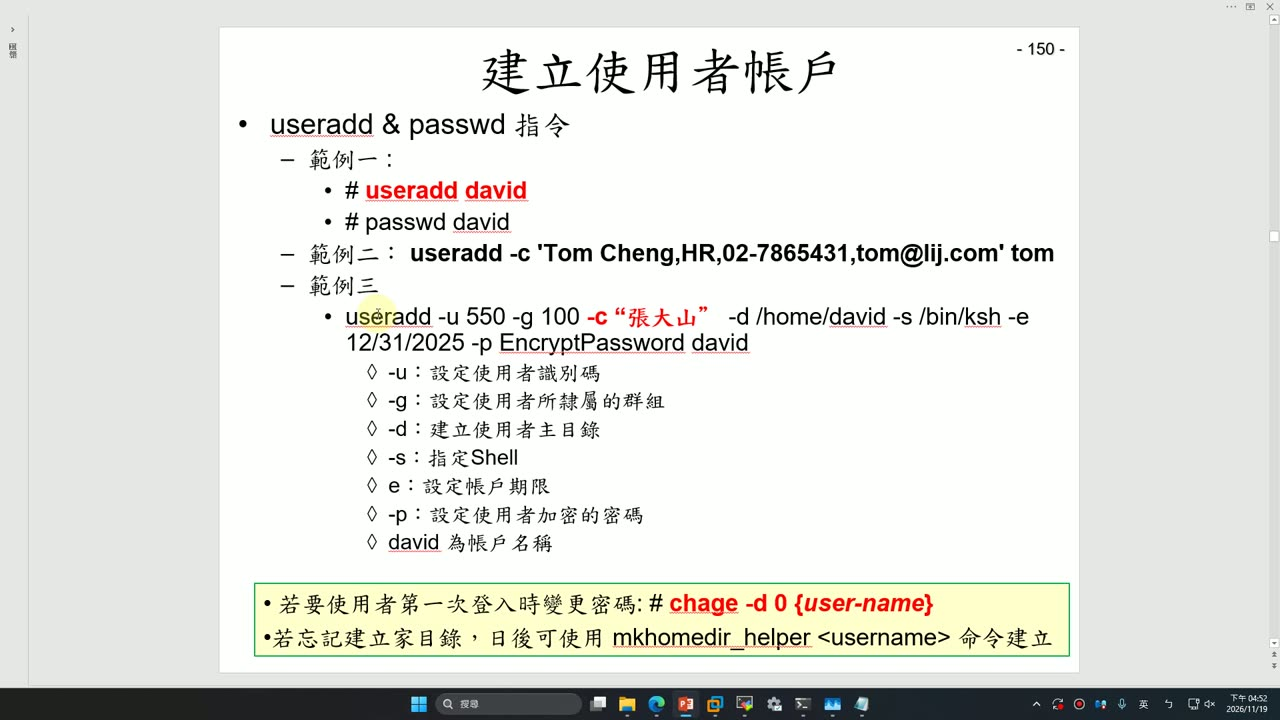 - 150 -
建立使用者帳戶
• useradd & passwd 指令
– 範例一：
• # useradd david
• # passwd david
– 範例二： useradd -c 'Tom Cheng,HR,02-7865431,tom@lij.com' tom
– 範例三
• useradd -u 550 -g 100 -c “張大山” -d /home/david -s /bin/ksh -e
12/31/2025 -p EncryptPassword david
◊ -u：設定使用者識別碼
◊ -g：設定使用者所隸屬的群組
◊ -d：建立使用者主目錄
◊ -s：指定Shell
◊ e：設定帳戶期限
◊ -p：設定使用者加密的密碼
◊ david 為帳戶名稱
• 若要使用者第一次登入時變更密碼: # chage -d 0 {user-name}
•若忘記建立家目錄，日後可使用 mkhomedir_helper <username> 命令建立
搜尋
英
ㄅ
下午 04:52
2026/11/19